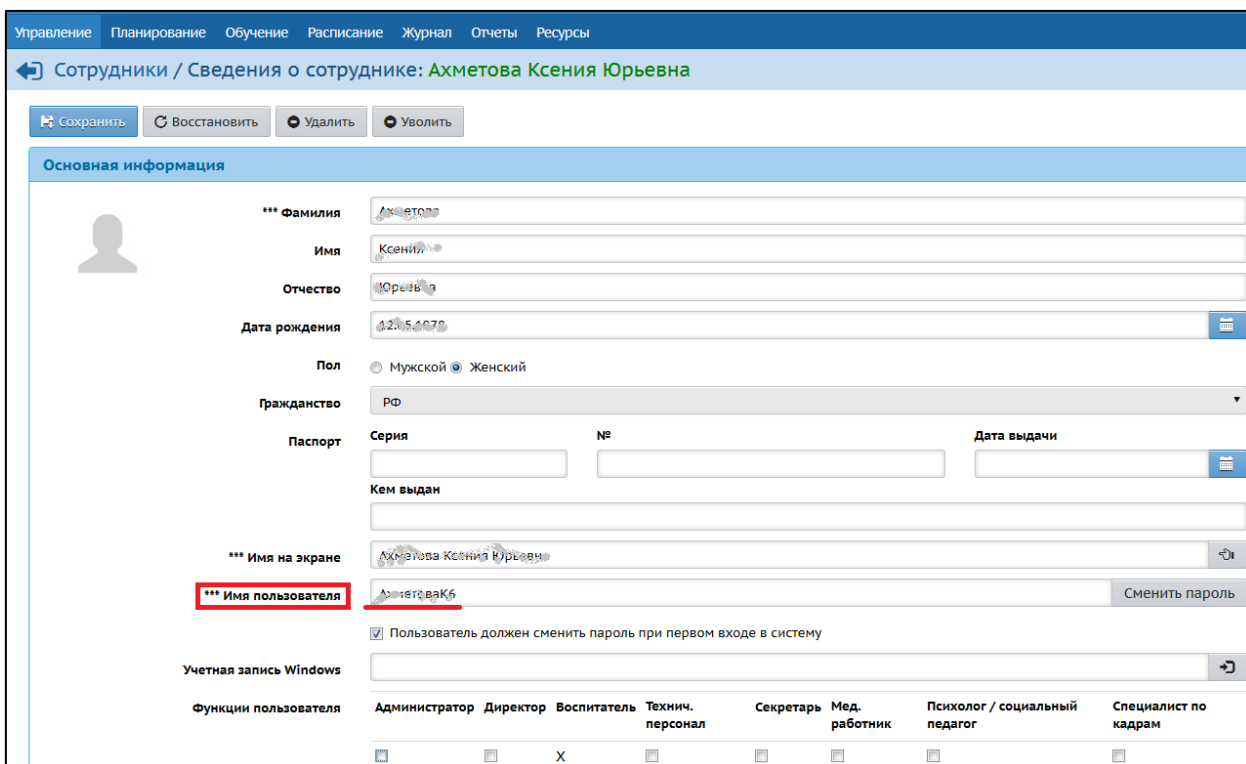 Управление Планирование Обучение Расписание Журнал Отчеты Ресурсы
Сотрудники / Сведения о сотруднике: Ахметова Ксения Юрьевна
Сохранить Восстановить Удалить Уволить
Основная информация
*** Фамилия
Имя Ксения
Отчество
Дата рождения
Пол Мужской Женский
Гражданство РФ
Паспорт Серия № Дата выдачи
Кем выдан
*** Имя на экране
*** Имя пользователя Сменить пароль
Пользователь должен сменить пароль при первом входе в систему
Учетная запись Windows
Функции пользователя Администратор Директор Воспитатель Технич. Секретарь Мед. Психолог / социальный Специалист по
персонал работник педагог кадрам
X